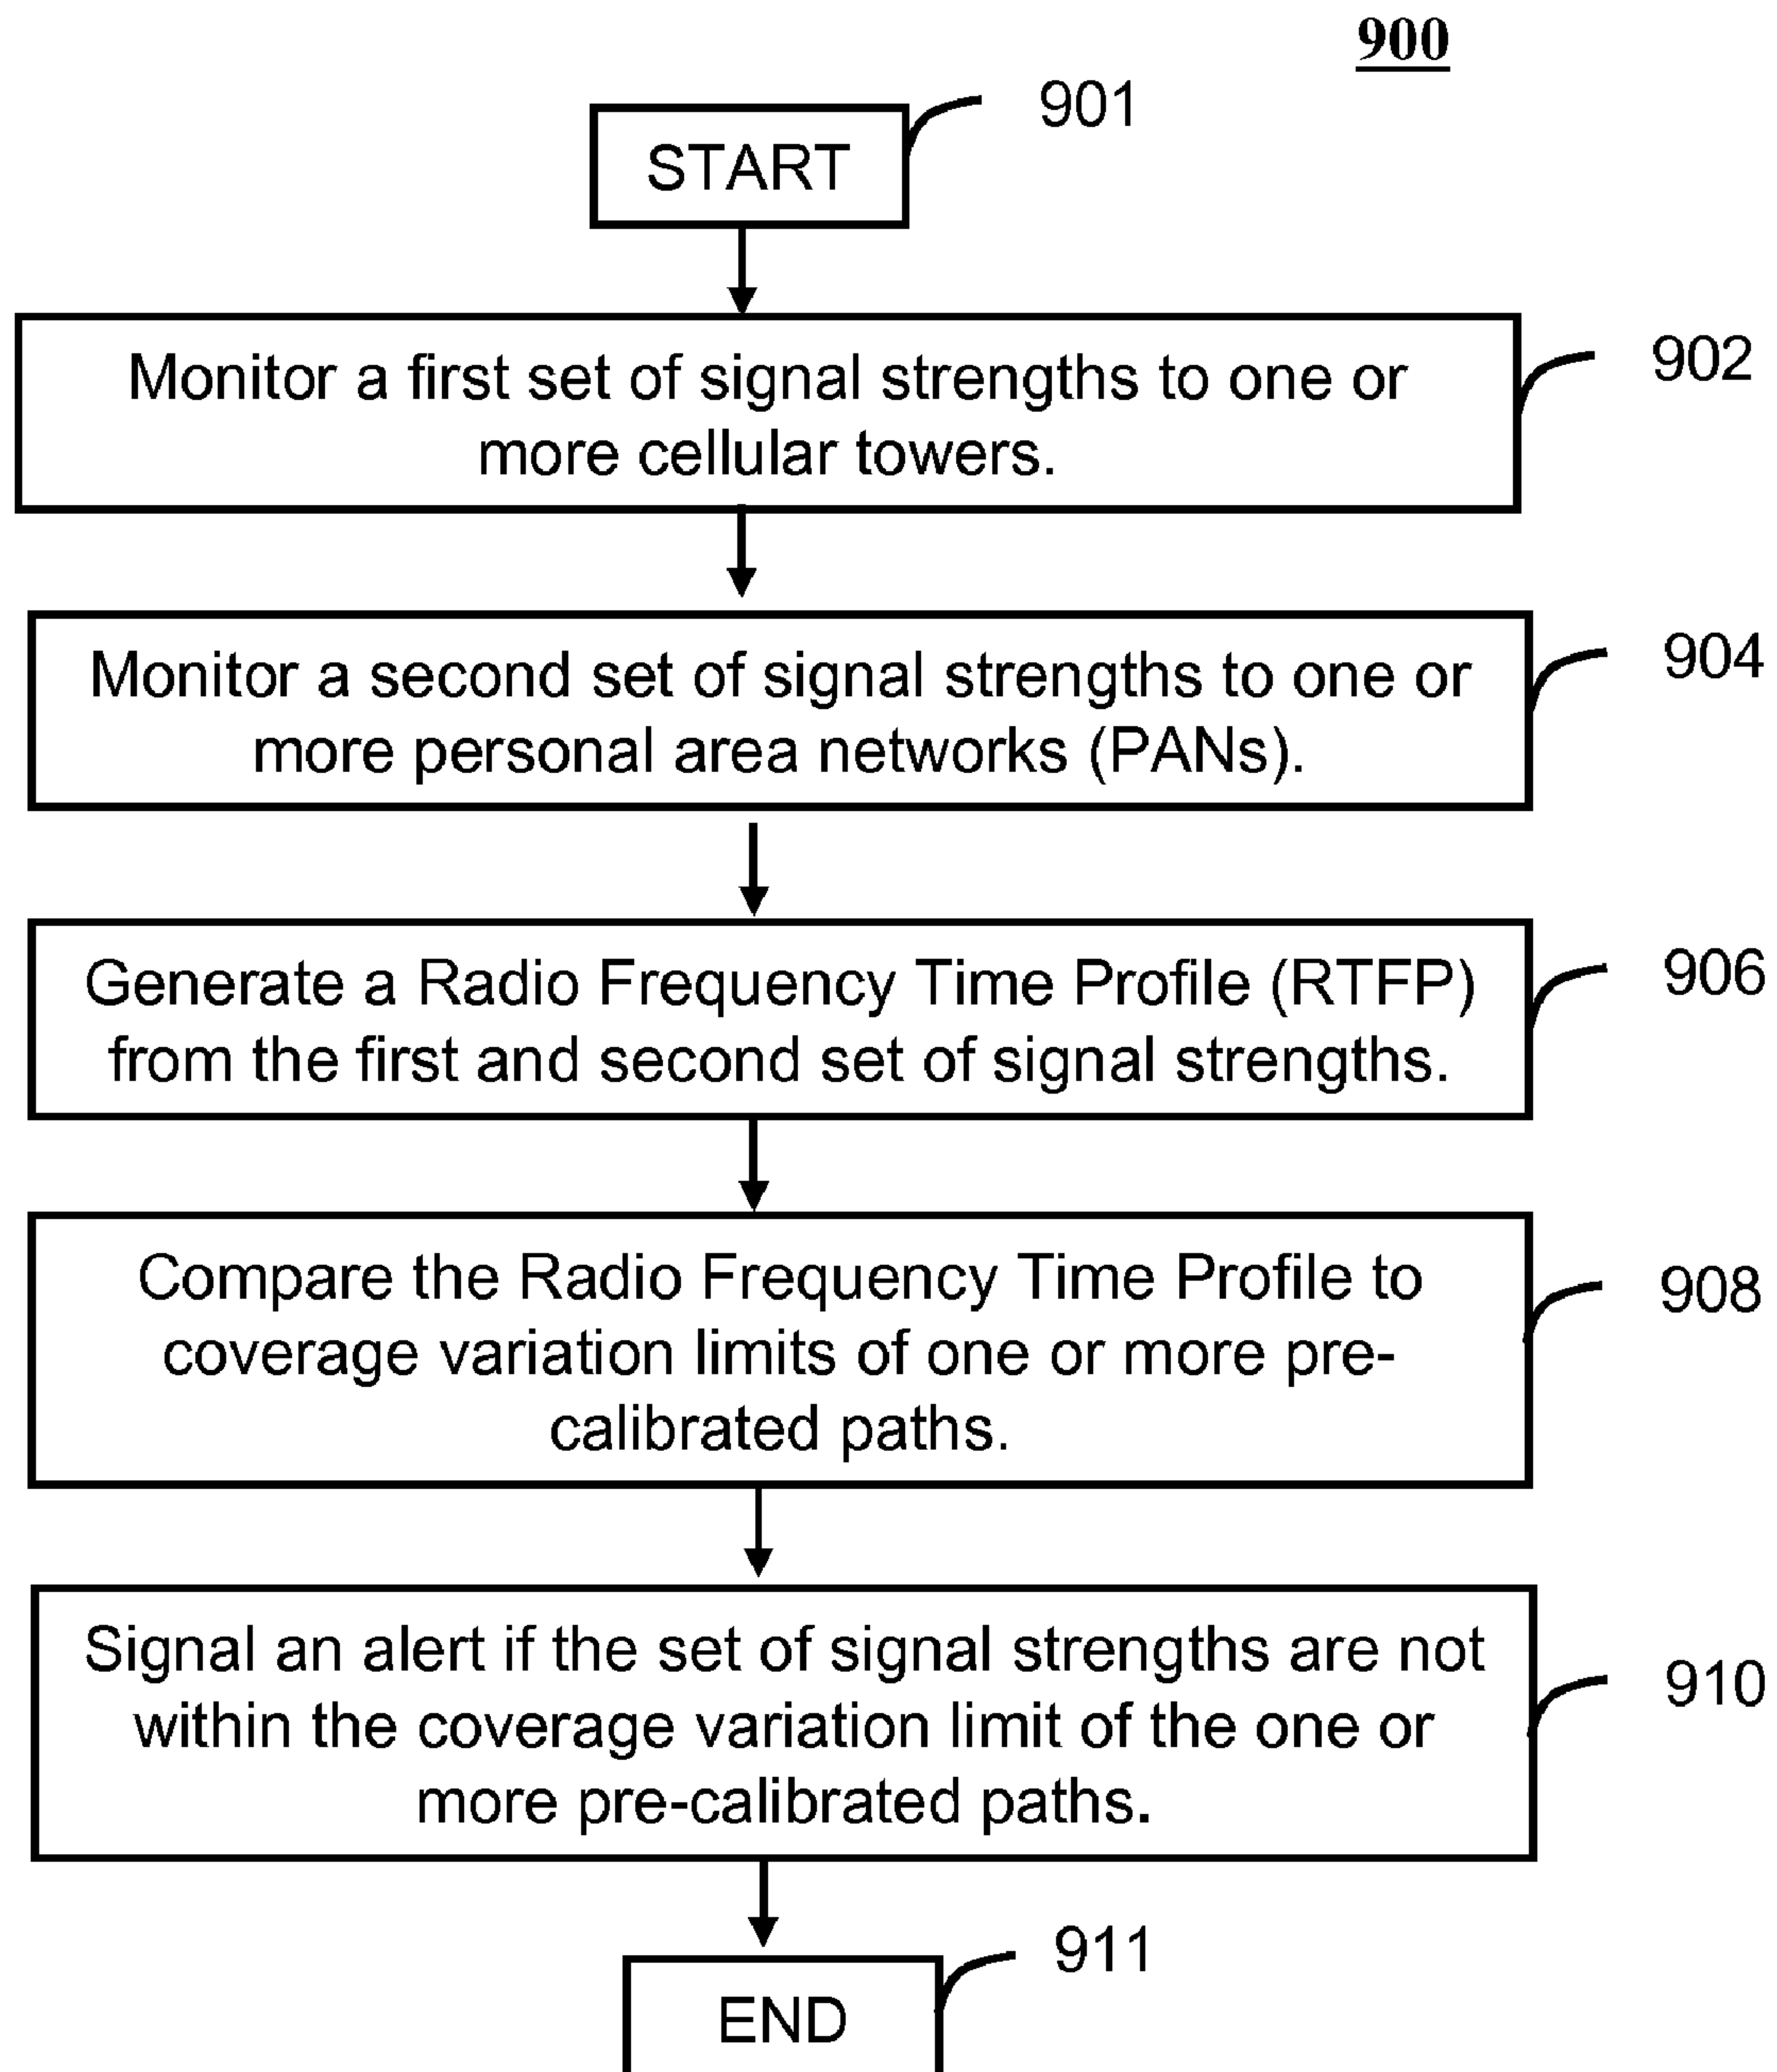 900
901
START
902
Monitor a first set of signal strengths to one or
more cellular towers.
904
Monitor a second set of signal strengths to one or
more personal area networks (PANs).
906
Generate a Radio Frequency Time Profile (RTFP)
from the first and second set of signal strengths.
908
Compare the Radio Frequency Time Profile to
coverage variation limits of one or more pre-
calibrated paths.
910
Signal an alert if the set of signal strengths are not
within the coverage variation limit of the one or
more pre-calibrated paths.
911
END